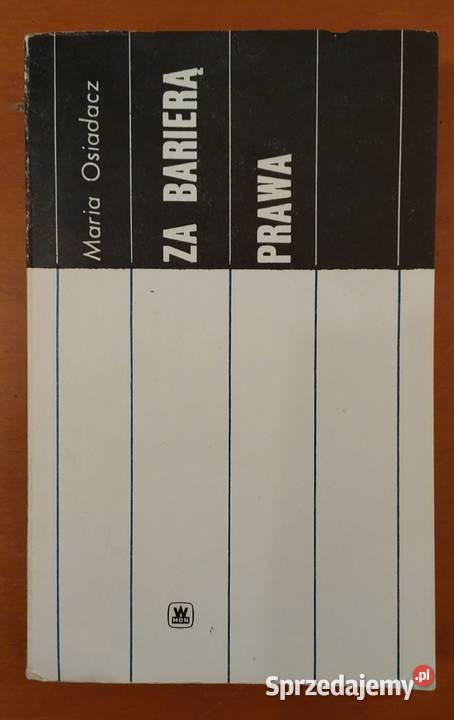 Maria Osiadacz
ZA BARIERĄ
PRAWA
W
MON
Sprzedajemy.pl